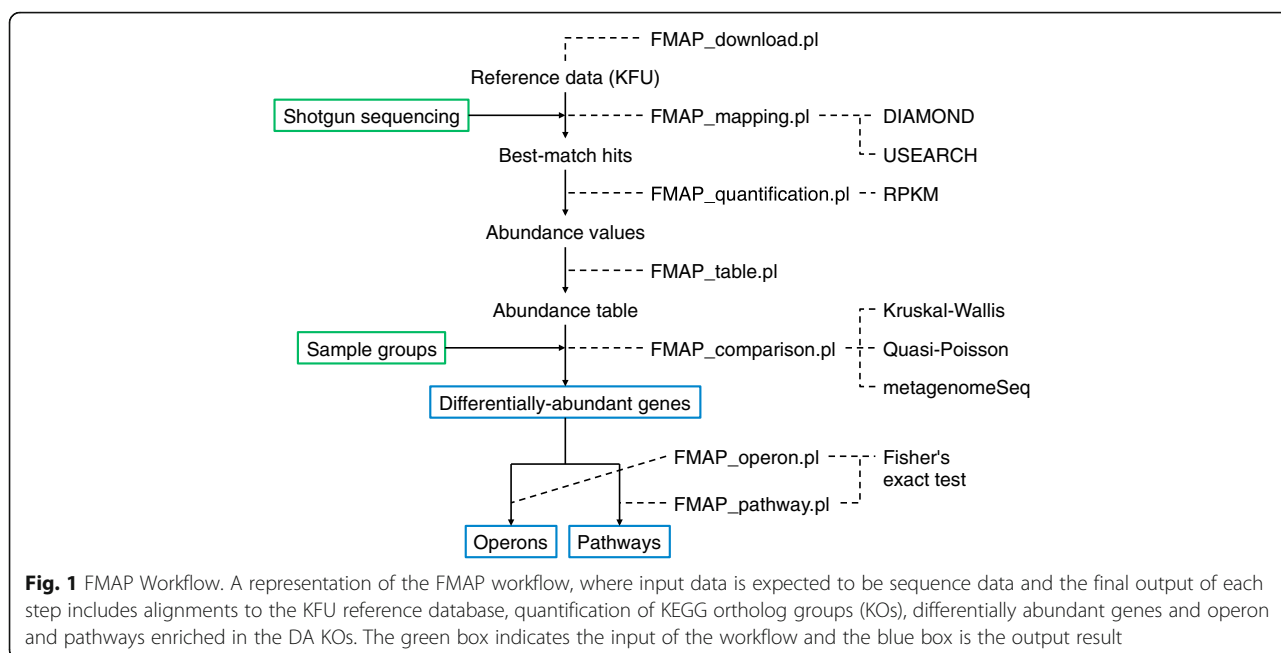 FMAP_download.pl
Reference data (KFU)
Shotgun sequencing
FMAP_mapping.pl
DIAMOND
Best-match hits
USEARCH
FMAP_quantification.pl
RPKM
Abundance values
FMAP_table.pl
Abundance table
Kruskal-Wallis
Sample groups
FMAP_comparison.pl
Quasi-Poisson
metagenomeSeq
Differentially-abundant genes
FMAP_operon.pl
Fisher's
exact test
FMAP_pathway.pl
Operons
Pathways
Fig. 1 FMAP Workflow. A representation of the FMAP workflow, where input data is expected to be sequence data and the final output of each
step includes alignments to the KFU reference database, quantification of KEGG ortholog groups (KOs), differentially abundant genes and operon
and pathways enriched in the DA KOs. The green box indicates the input of the workflow and the blue box is the output result